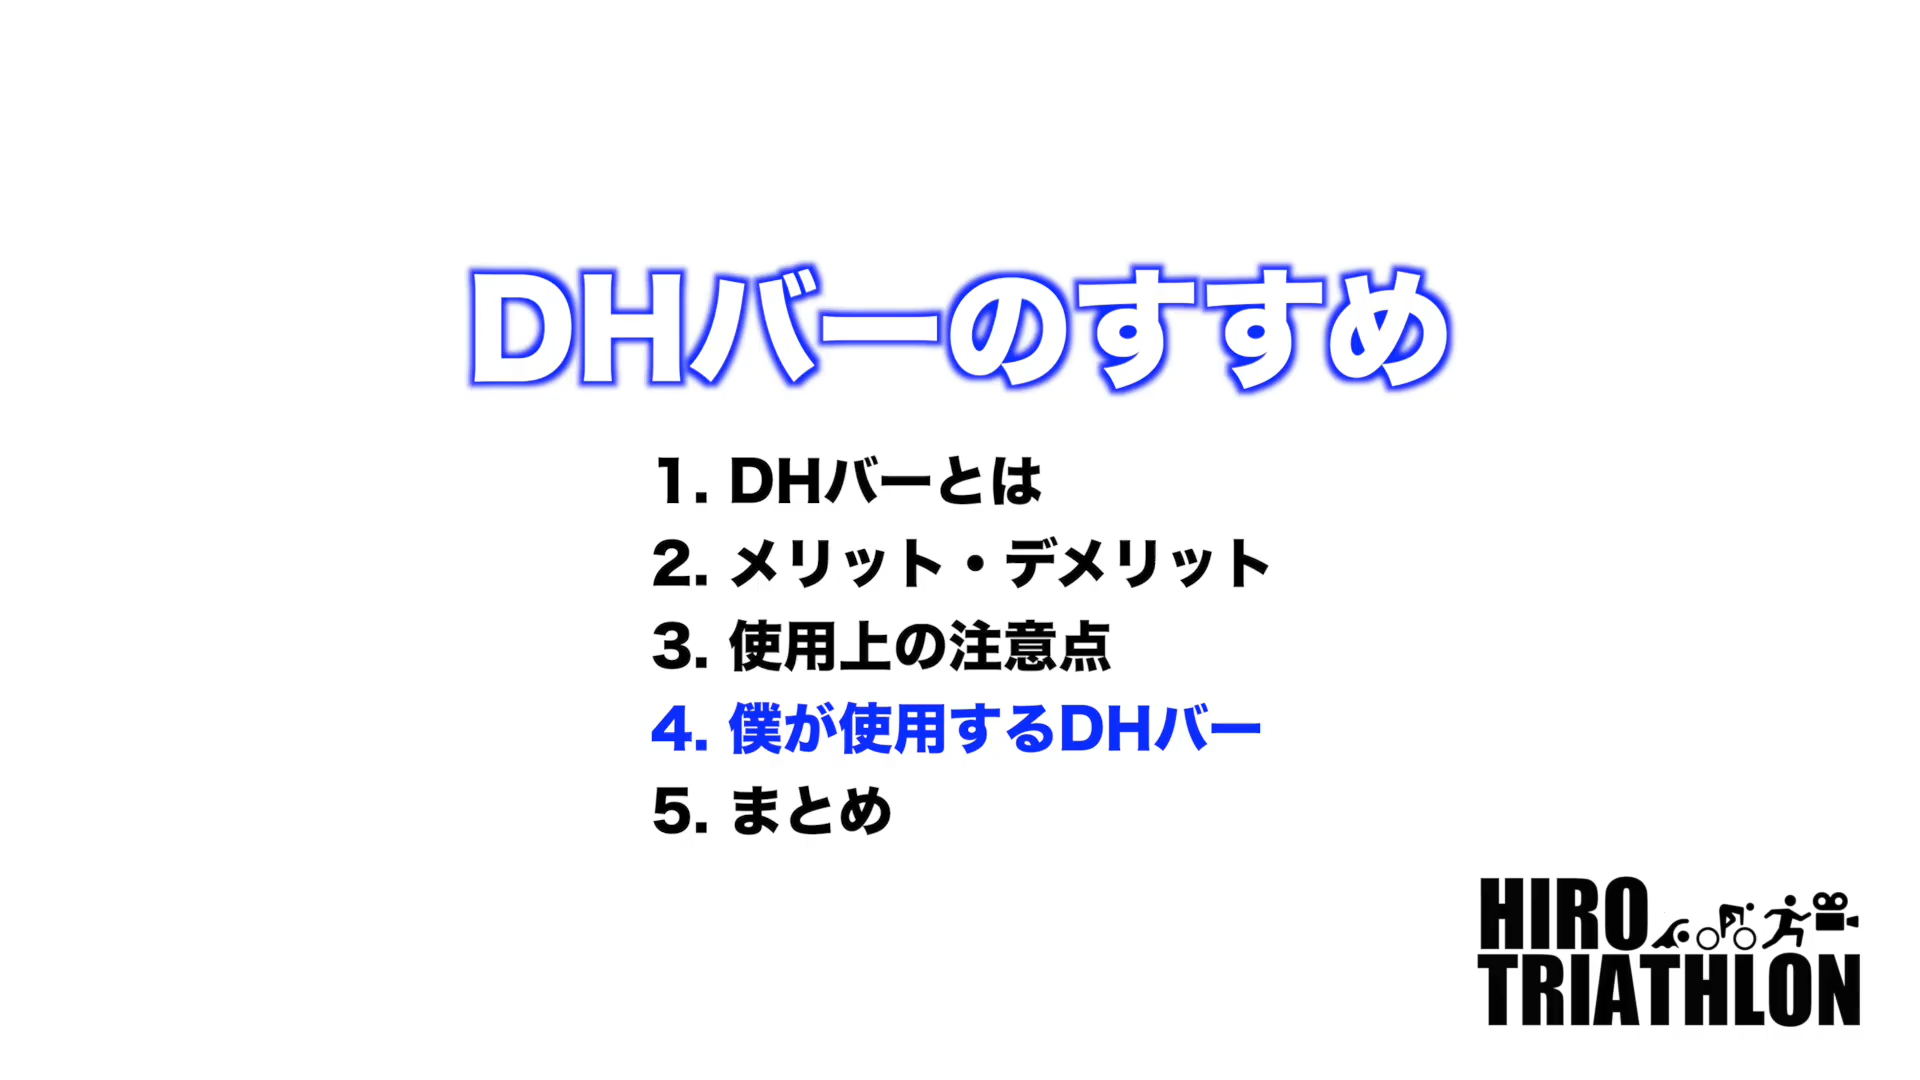 DHバーのすすめ
1. DHバーとは
2. メリット・デメリット
3. 使用上の注意点
4. 僕が使用するDHバー
5. まとめ
HIRO
TRIATHLON